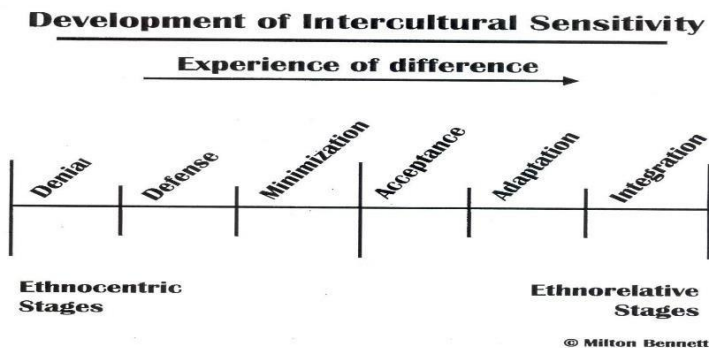 Development of Intercultural Sensitivity
Experience of difference
Denial
Defense
Minimization
Acceptance
Adaptation
Integration
Ethnocentric
Stages
Ethnorelative
Stages
© Milton Bennett